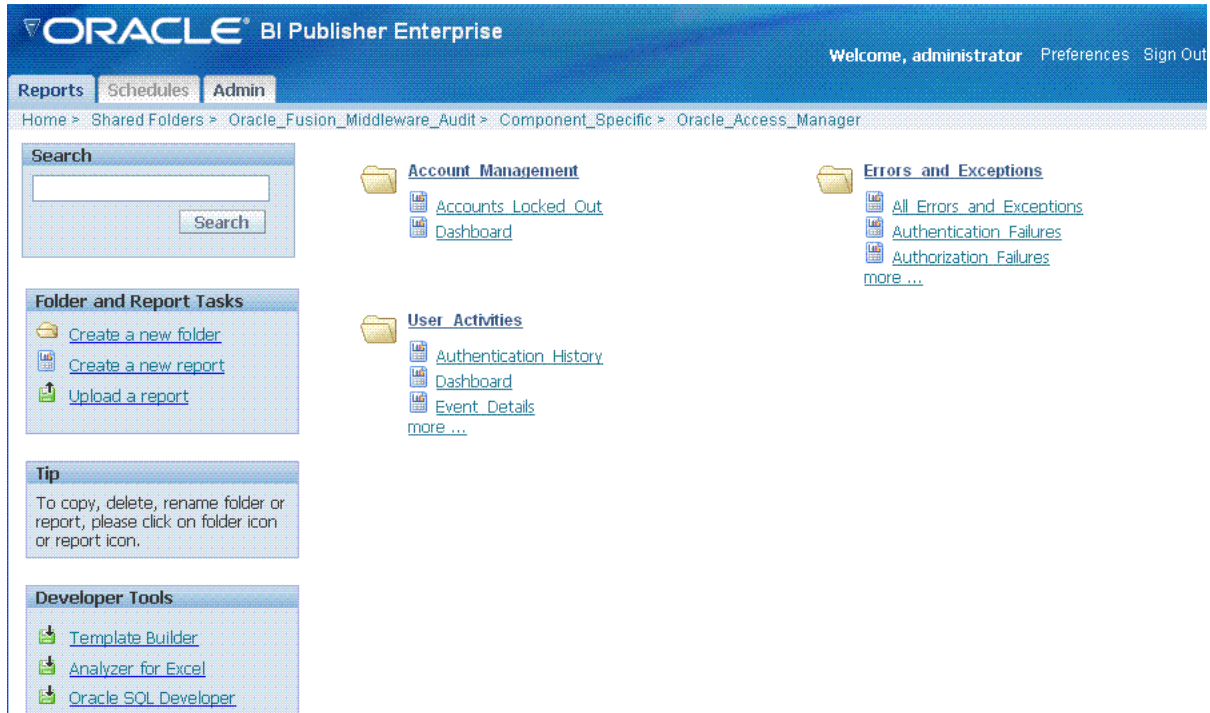 ORACLE BI Publisher Enterprise
Welcome, administrator Preferences Sign Out
Reports Schedules Admin
Home > Shared Folders > Oracle_Fusion_Middleware_Audit > Component_Specific > Oracle_Access_Manager
Search
Search
Folder and Report Tasks
Create a new folder
Create a new report
Upload a report
Tip
To copy, delete, rename folder or
report, please click on folder icon
or report icon.
Developer Tools
Template Builder
Analyzer for Excel
Oracle SQL Developer
Account_Management
Accounts_Locked_Out
Dashboard
User_Activities
Authentication_History
Dashboard
Event_Details
more ...
Errors_and_Exceptions
All_Errors_and_Exceptions
Authentication_Failures
Authorization_Failures
more ...